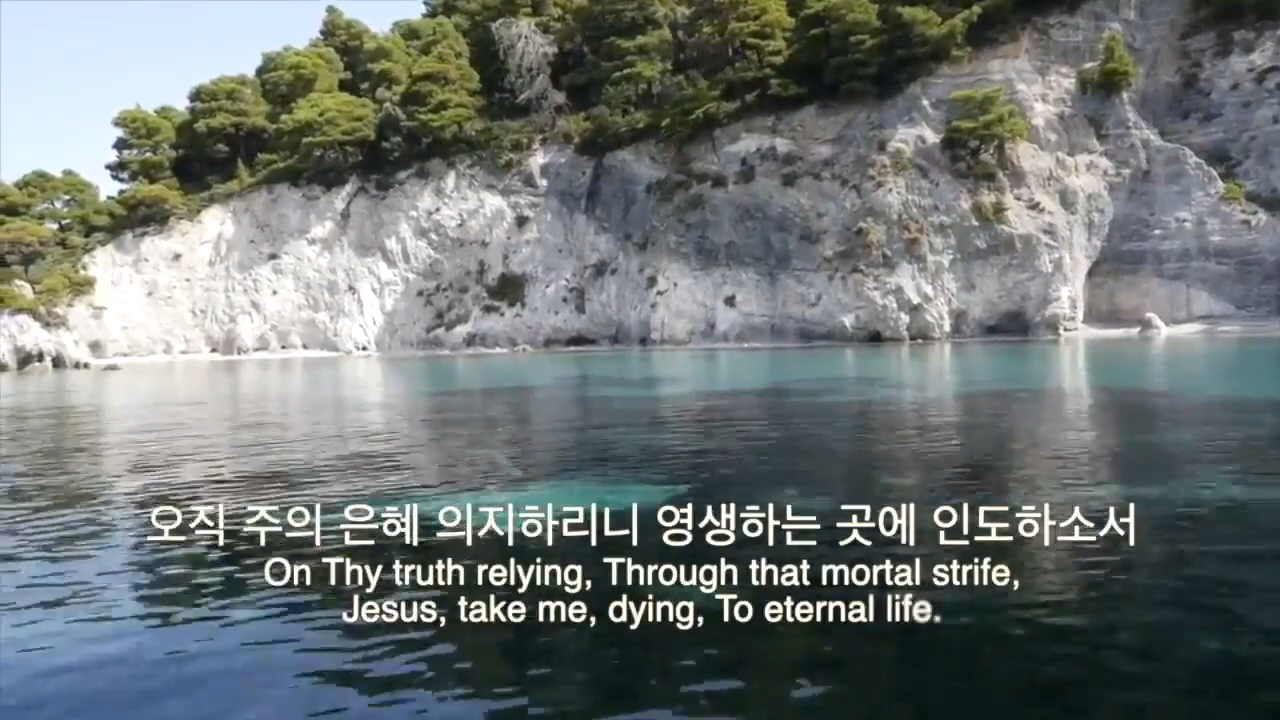 오직 주의 은혜 의지하리니 영생하는 곳에 인도하소서
On Thy truth relying, Through that mortal strife,
Jesus, take me, dying, To eternal life.